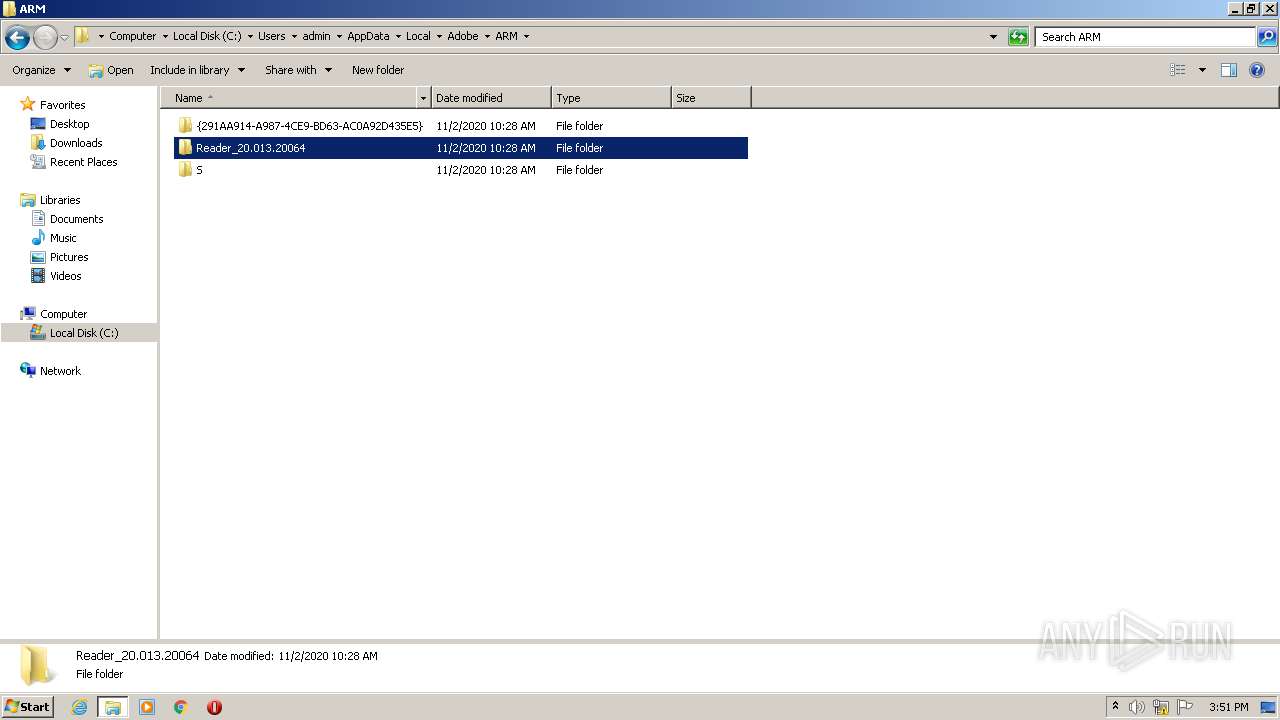 ARM
Computer Local Disk (C:) Users admin AppData Local Adobe ARM Search ARM
Organize Open Include in library Share with New folder
Name Date modified Type Size
Favorites
Desktop
Downloads
Recent Places
Libraries
Documents
Music
Pictures
Videos
Computer
Local Disk (C:)
Network
{291AA914-A987-4CE9-BD63-AC0A92D435E5} 11/2/2020 10:28 AM File folder
Reader_20.013.20064 11/2/2020 10:28 AM File folder
S 11/2/2020 10:28 AM File folder
ANY RUN
Reader_20.013.20064 Date modified: 11/2/2020 10:28 AM
File folder
Start 3:51 PM